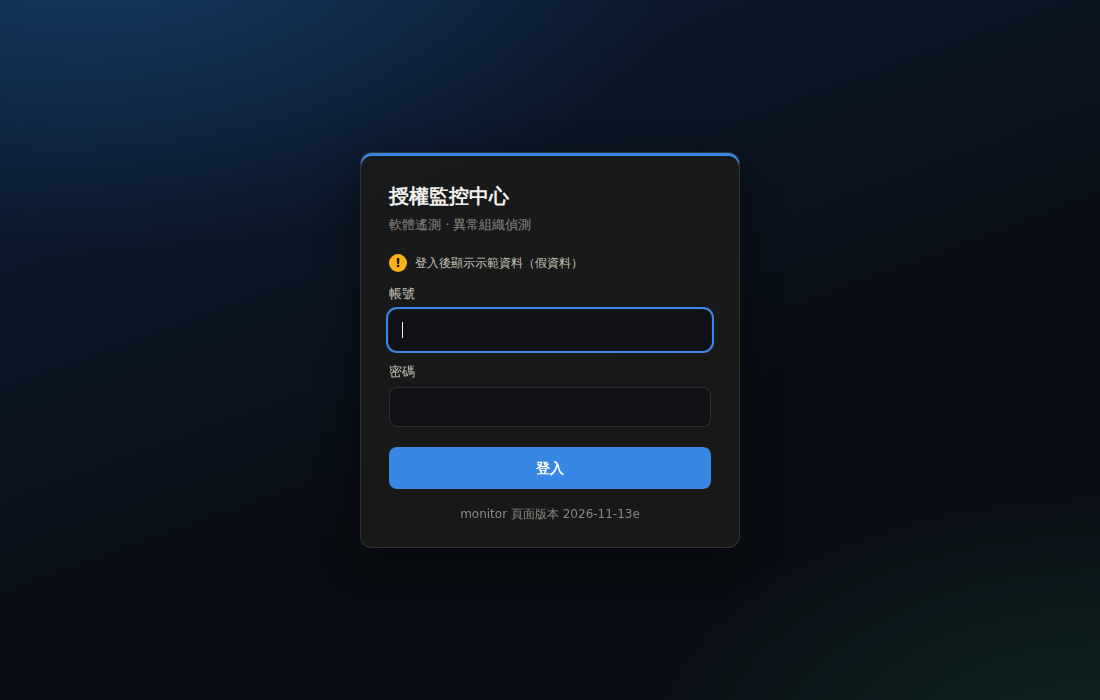 授權監控中心
軟體遙測 · 異常組織偵測
! 登入後顯示示範資料（假資料）
帳號
密碼
登入
monitor 頁面版本 2026-11-13e